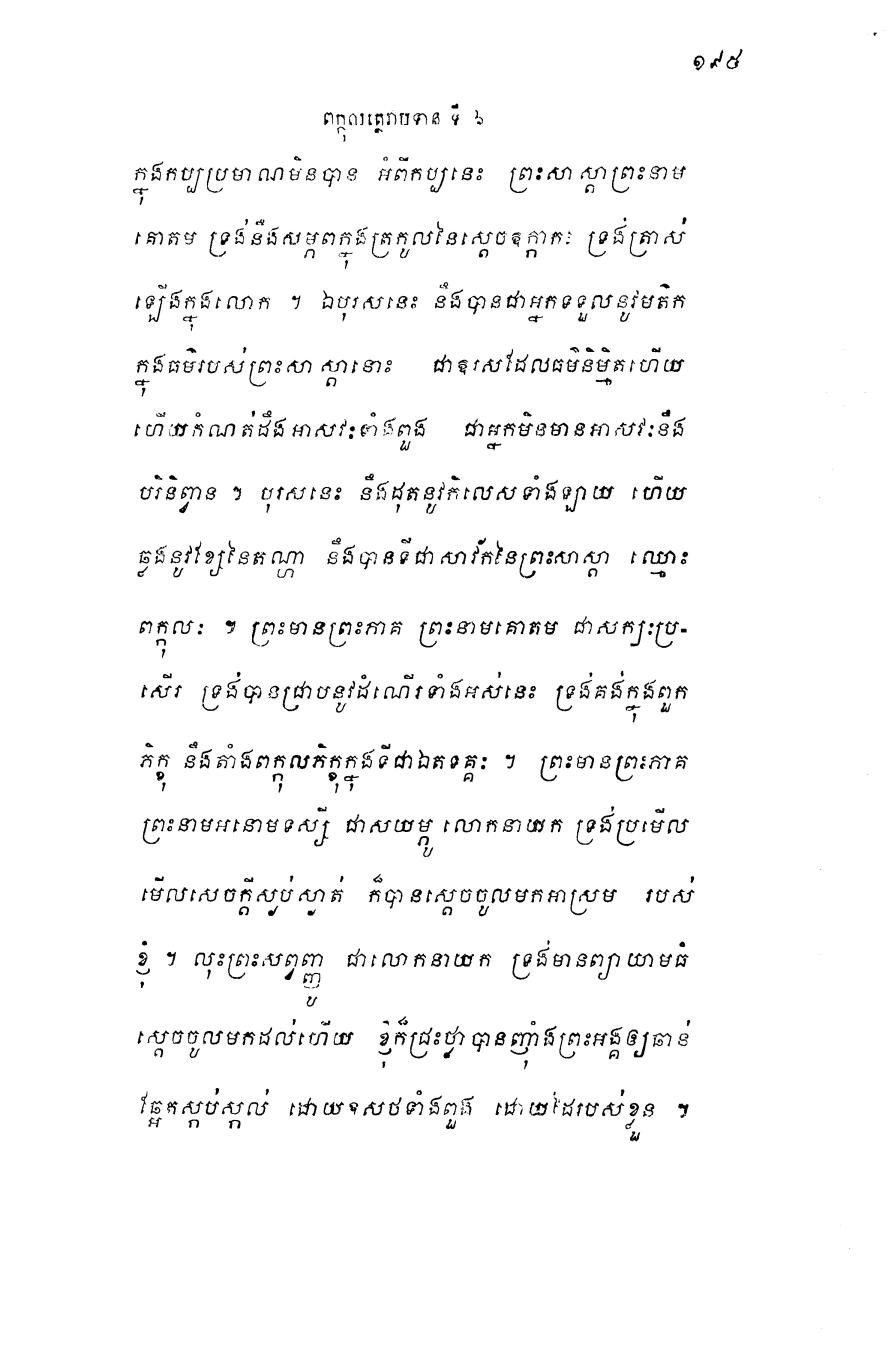 ១៩៥
ពក្កុលត្ថេរាបទាន ទី ៦
ក្នុងកប្បប្រមាណមិនបាន អំពីកប្បនេះ ព្រះសាស្តាព្រះនាម
គោតម ទ្រង់នឹងសម្ភពក្នុងត្រកូលនៃស្តេចឧក្កាកៈ ទ្រង់ត្រាស់
ឡើងក្នុងលោក ។ ឯបុរសនេះ នឹងបានជាអ្នកទទួលនូវមតិក
ក្នុងធម៌របស់ព្រះសាស្តានោះ ជាឱរសដែលធម៌និម្មិតហើយ
ហើយកំណត់ដឹងអាសវៈទាំងពួង ជាអ្នកមិនមានអាសវៈនឹង
បរិនិព្វាន ។ បុរសនេះ នឹងដុតនូវកិលេសទាំងឡាយ ហើយ
ឆ្លងនូវខ្សែនៃតណ្ហា នឹងបានទីជាសាវ័កនៃព្រះសាស្តា ឈ្មោះ
ពក្កុលៈ ។ ព្រះមានព្រះភាគ ព្រះនាមគោតម ជាសក្យៈប្រ-
សើរ ទ្រង់បានជ្រាបនូវដំណើរទាំងអស់នេះ ទ្រង់គង់ក្នុងពួក
ភិក្ខុ នឹងតាំងពក្កុលភិក្ខុក្នុងទីជាឯតទគ្គៈ ។ ព្រះមានព្រះភាគ
ព្រះនាមអនោមទស្សី ជាសយម្ភូ លោកនាយក ទ្រង់ប្រមើល
មើលសេចក្តីស្ងប់ស្ងាត់ ក៏បានស្តេចចូលមកអាស្រម របស់
ខ្ញុំ ។ លុះព្រះសព្វញ្ញូ ជាលោកនាយក ទ្រង់មានព្យាយាមធំ
ស្តេចចូលមកដល់ហើយ ខ្ញុំក៏ជ្រះថ្លា បានញ៉ាំងព្រះអង្គឲ្យឆាន់
ឆ្អែតស្កប់ស្កល់ ដោយឱសថទាំងពួង ដោយដៃរបស់ខ្លួន ។